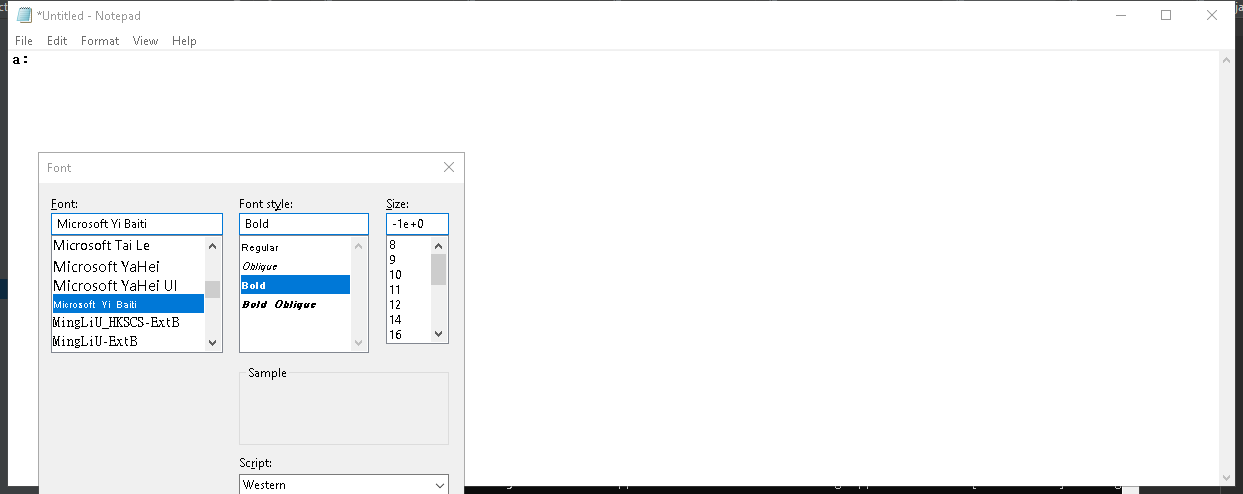 *Untitled - Notepad
File Edit Format View Help
a:
Font
Font: Font style: Size:
Microsoft Yi Baiti Bold -1e+0
Microsoft Tai Le
Microsoft YaHei
Microsoft YaHei UI
Microsoft Yi Baiti
MingLiU_HKSCS-ExtB
MingLiU-ExtB
Regular
Oblique
Bold
Bold Oblique
8
9
10
11
12
14
16
Sample
Script:
Western